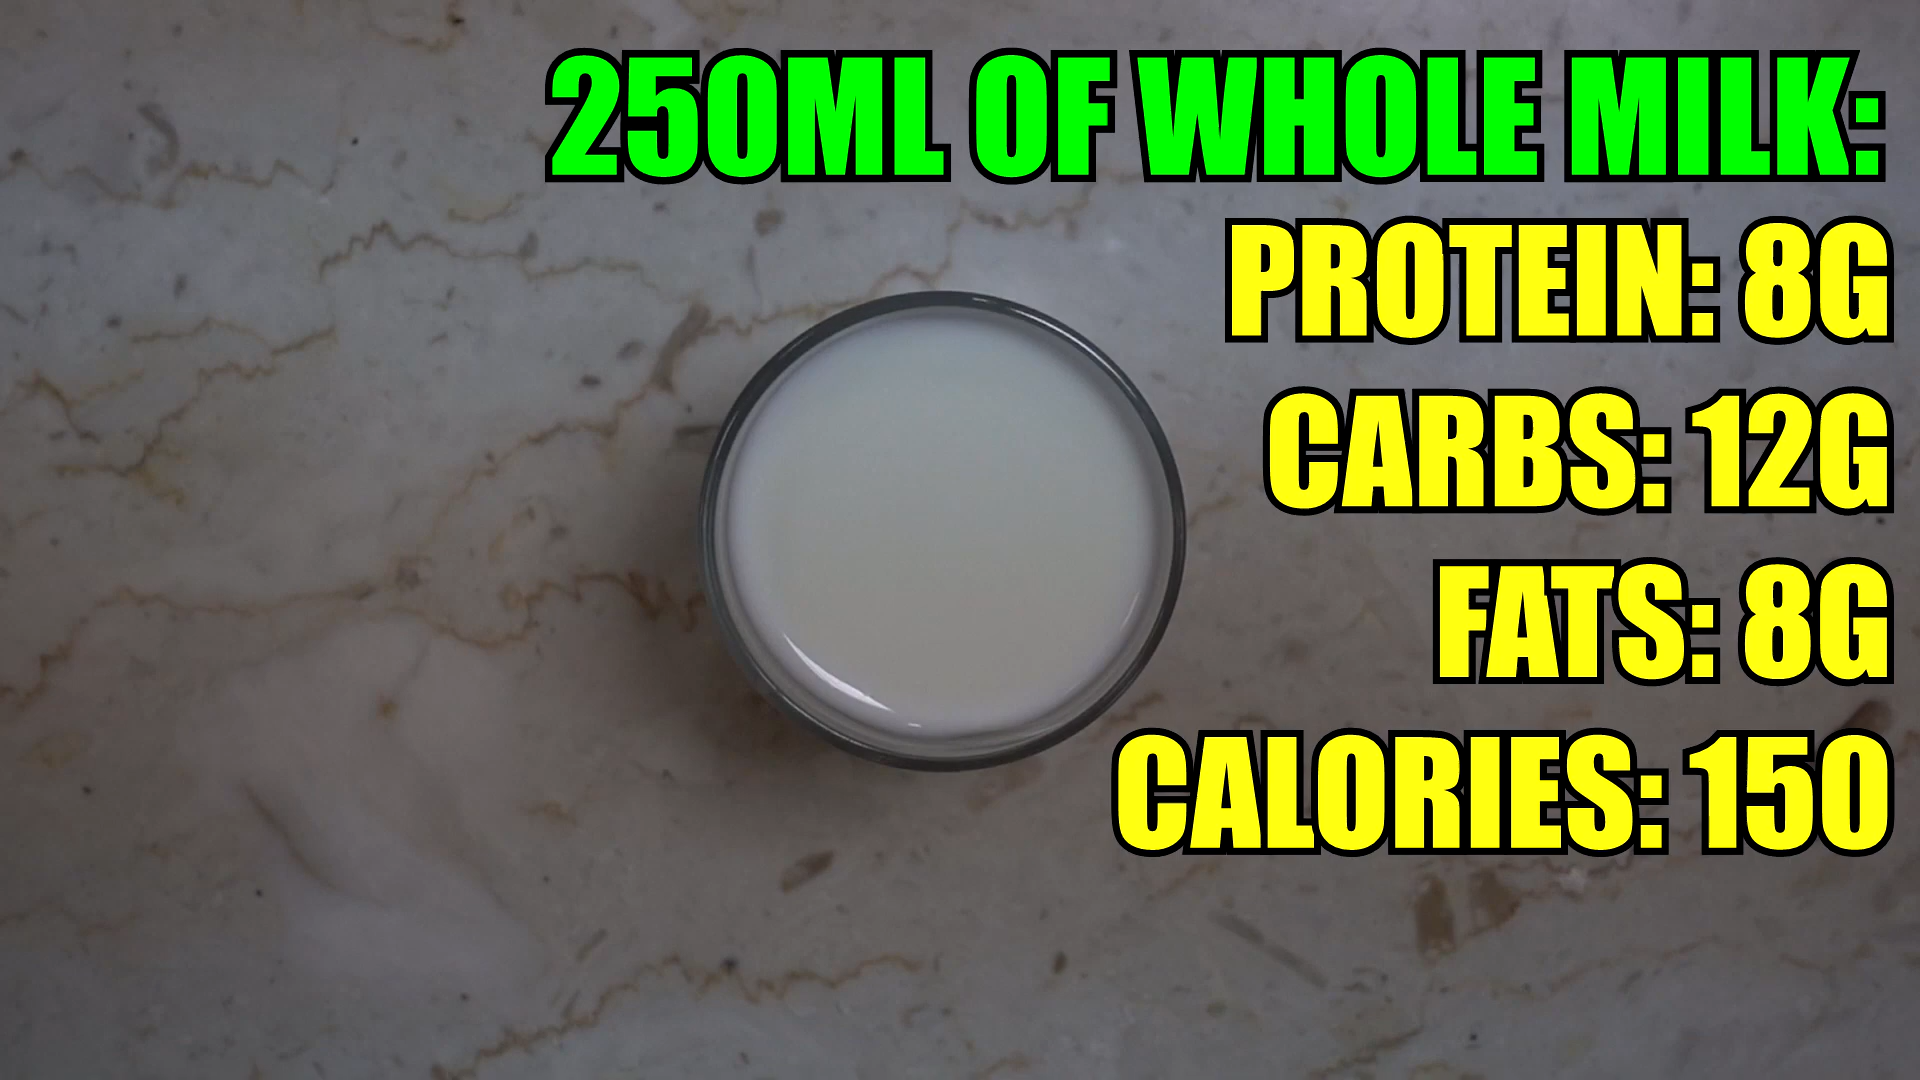 250ML OF WHOLE MILK:
PROTEIN: 8G
CARBS: 12G
FATS: 8G
CALORIES: 150